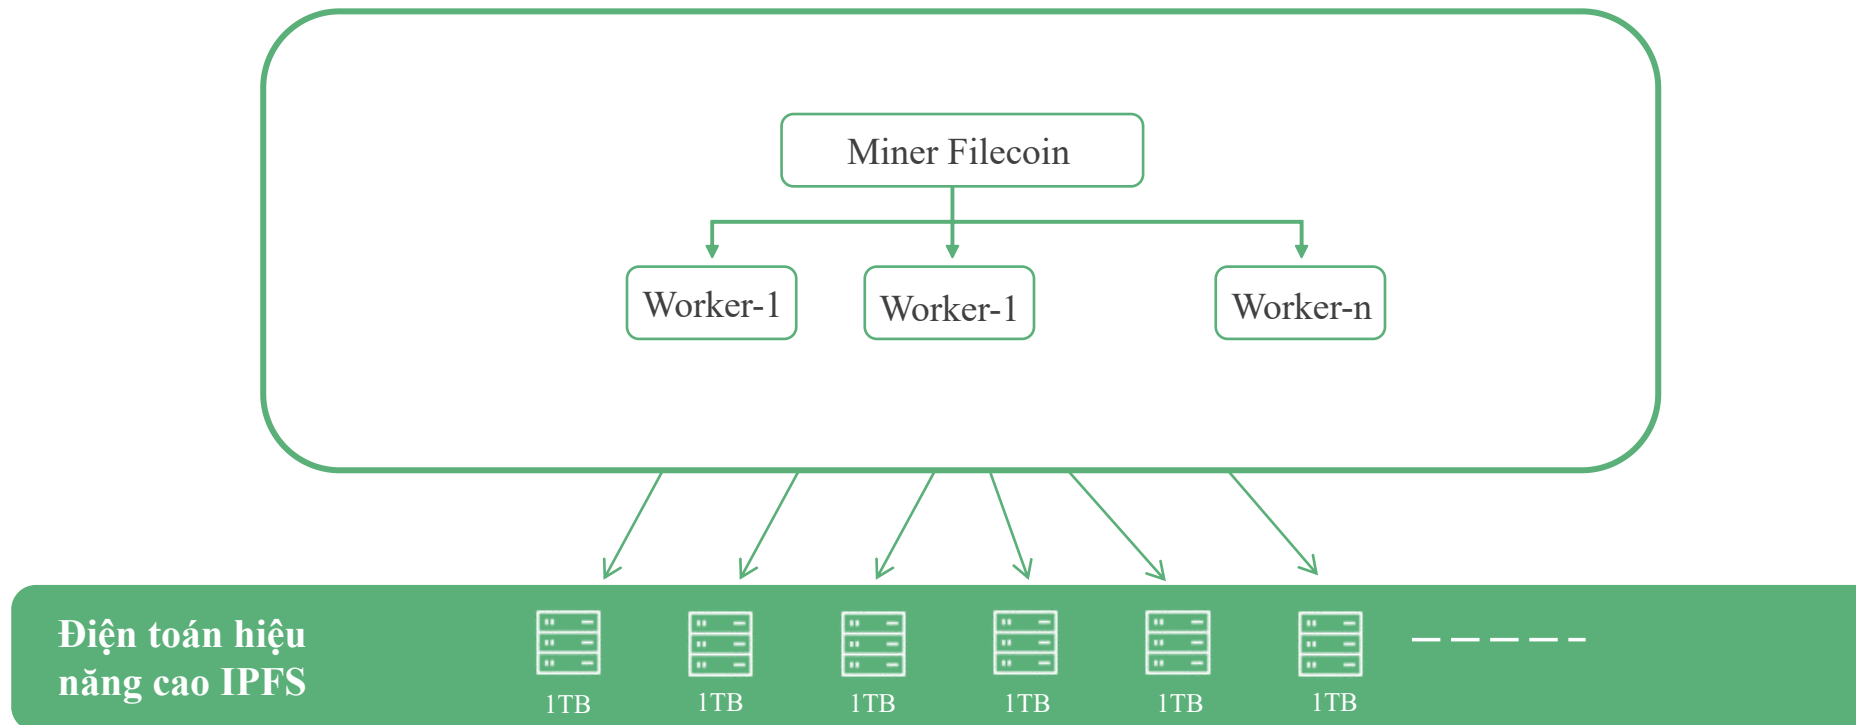 Miner Filecoin
Worker-1
Worker-1
Worker-n
Điện toán hiệu
năng cao IPFS
1TB
1TB
1TB
1TB
1TB
1TB